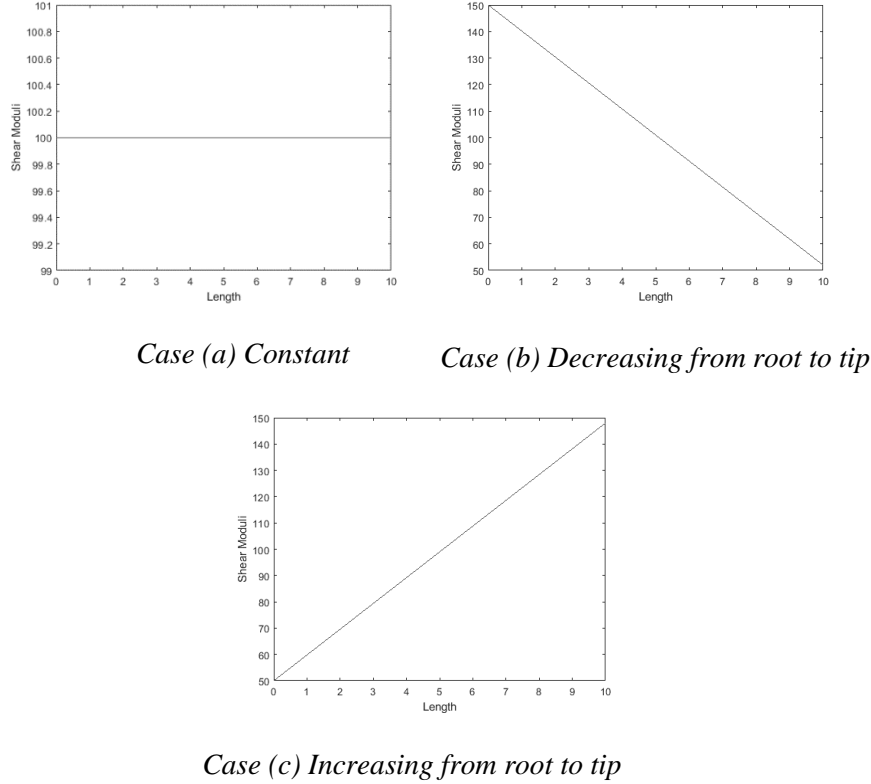 101
100.8
100.6
100.4
100.2
100
99.8
99.6
99.4
99.2
99
Shear Moduli
0 1 2 3 4 5 6 7 8 9 10
Length
150
140
130
120
110
100
90
80
70
60
50
Shear Moduli
0 1 2 3 4 5 6 7 8 9 10
Length
Case (a) Constant
Case (b) Decreasing from root to tip
150
140
130
120
110
100
90
80
70
60
50
Shear Moduli
0 1 2 3 4 5 6 7 8 9 10
Length
Case (c) Increasing from root to tip